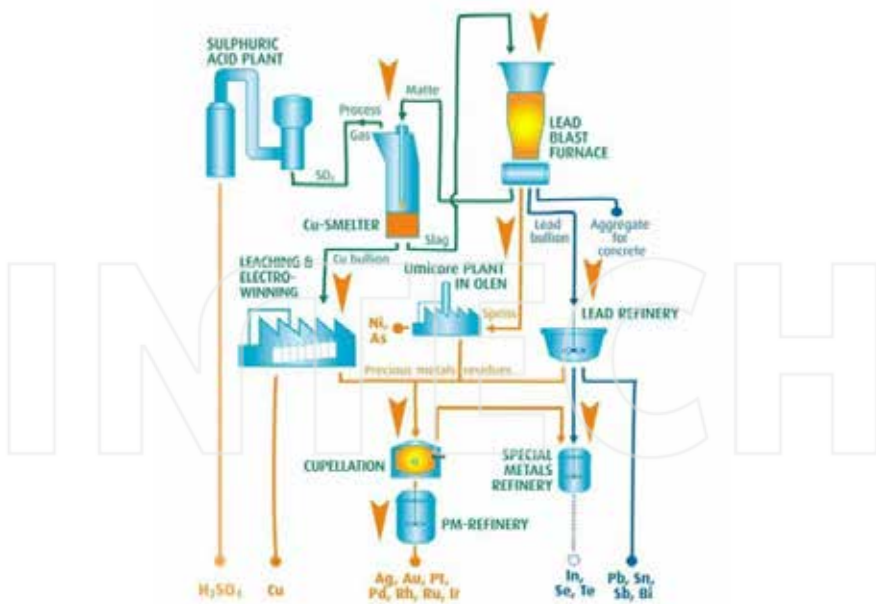 SULPHURIC
ACID PLANT
Process
Gas
SO₂
Matte
LEAD
BLAST
FURNACE
Cu-SMELTER
Slag
Cu bullion
Lead
bullion
Aggregate
for
concrete
LEACHING &
ELECTRO-
WINNING
Umicore PLANT
IN OLEN
Ni,
As
Speiss
LEAD REFINERY
Precious metals residues
CUPELLATION
SPECIAL
METALS
REFINERY
PM-REFINERY
H₂SO₄
Cu
Ag, Au, Pt,
Pd, Rh, Ru, Ir
In,
Se, Te
Pb, Sn,
Sb, Bi
INTECH